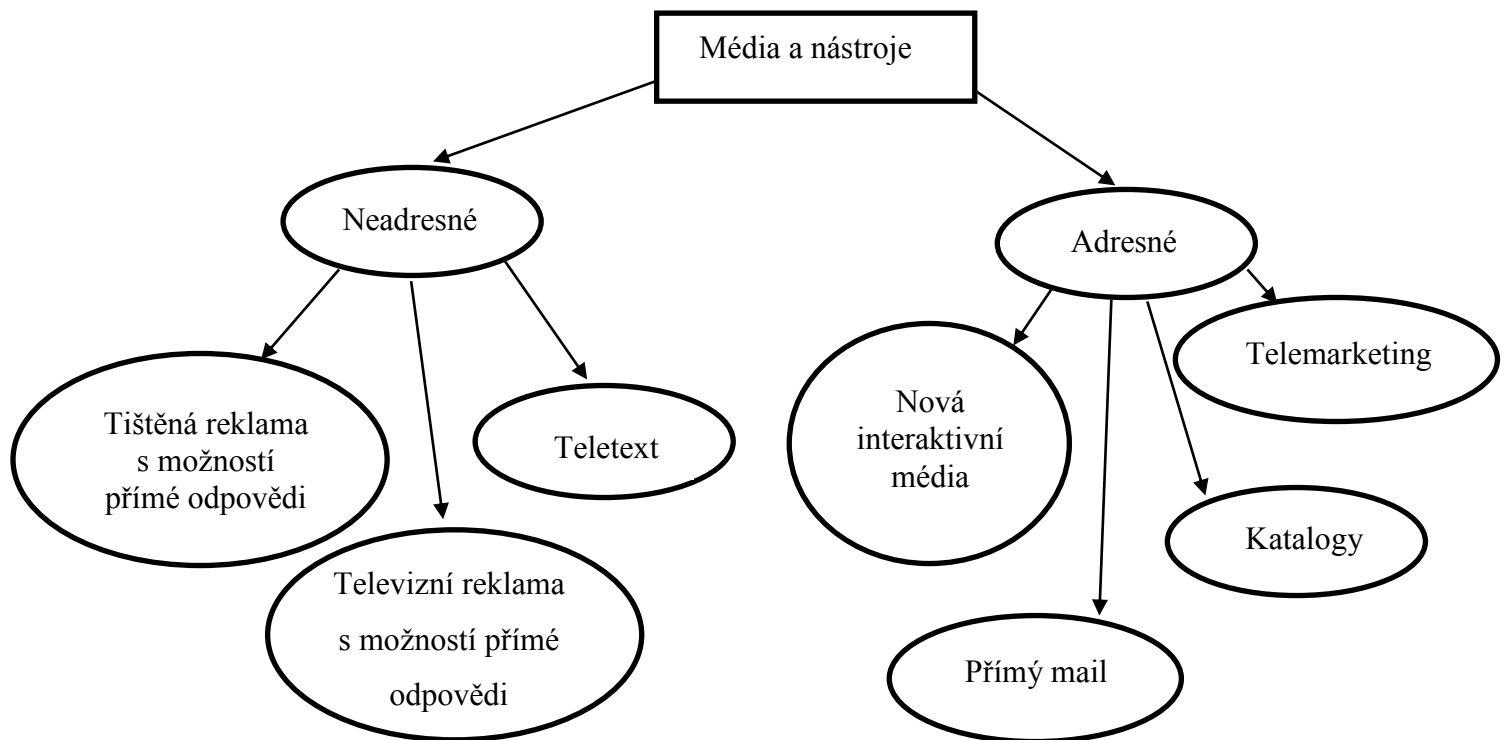 Média a nástroje
Neadresné
Adresné
Tištěná reklama
s možností
přímé odpovědi
Televizní reklama
s možností přímé
odpovědi
Teletext
Nová
interaktivní
média
Přímý mail
Katalogy
Telemarketing